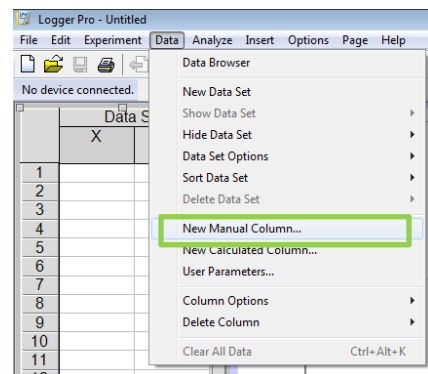 Logger Pro - Untitled
File Edit Experiment Data Analyze Insert Options Page Help
No device connected.
Data S
X
1
2
3
4
5
6
7
8
9
10
11
Data Browser
New Data Set
Show Data Set
Hide Data Set
Data Set Options
Sort Data Set
Delete Data Set
New Manual Column...
New Calculated Column...
User Parameters...
Column Options
Delete Column
Clear All Data Ctrl+Alt+K